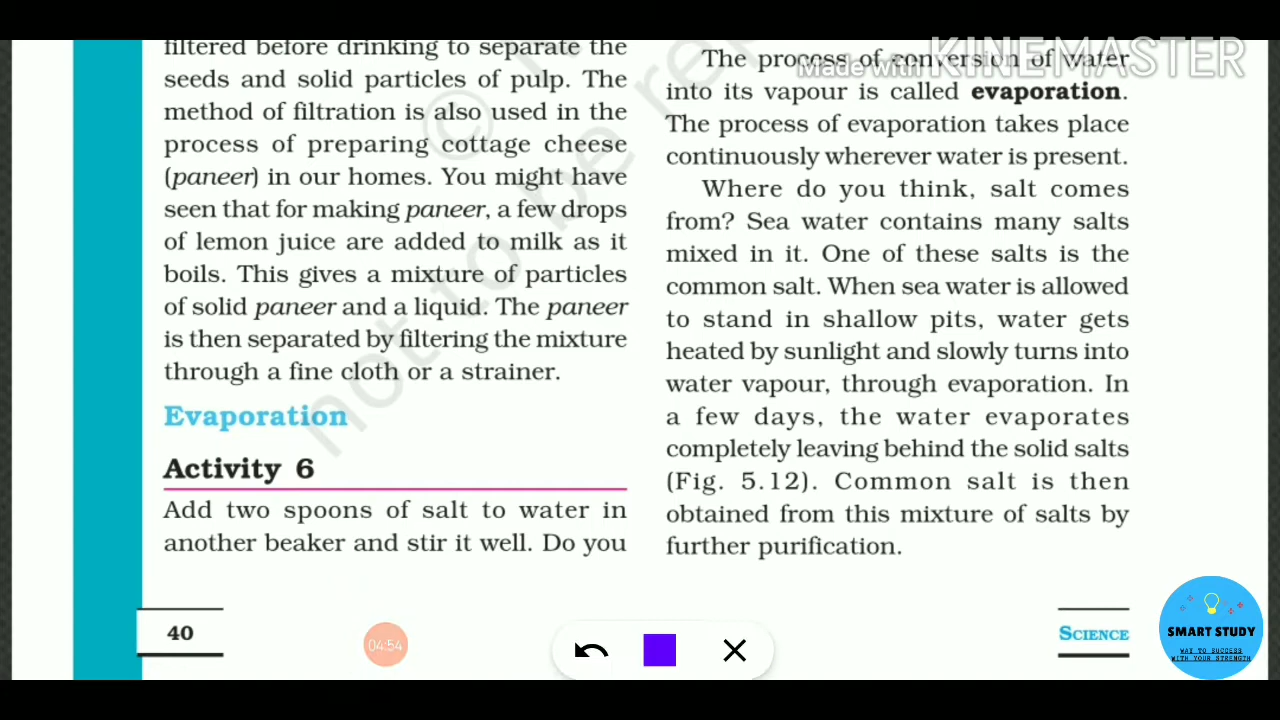 filtered before drinking to separate the
seeds and solid particles of pulp. The
method of filtration is also used in the
process of preparing cottage cheese
(paneer) in our homes. You might have
seen that for making paneer, a few drops
of lemon juice are added to milk as it
boils. This gives a mixture of particles
of solid paneer and a liquid. The paneer
is then separated by filtering the mixture
through a fine cloth or a strainer.
Evaporation
Activity 6
Add two spoons of salt to water in
another beaker and stir it well. Do you
40
The process of conversion of water
into its vapour is called evaporation.
The process of evaporation takes place
continuously wherever water is present.
Where do you think, salt comes
from? Sea water contains many salts
mixed in it. One of these salts is the
common salt. When sea water is allowed
to stand in shallow pits, water gets
heated by sunlight and slowly turns into
water vapour, through evaporation. In
a few days, the water evaporates
completely leaving behind the solid salts
(Fig. 5.12). Common salt is then
obtained from this mixture of salts by
further purification.
SCIENCE
Made with KINEMASTER
© 
not to be rep
04:54
SMART STUDY
WAY TO SUCCESS
WITH YOUR STRENGTH